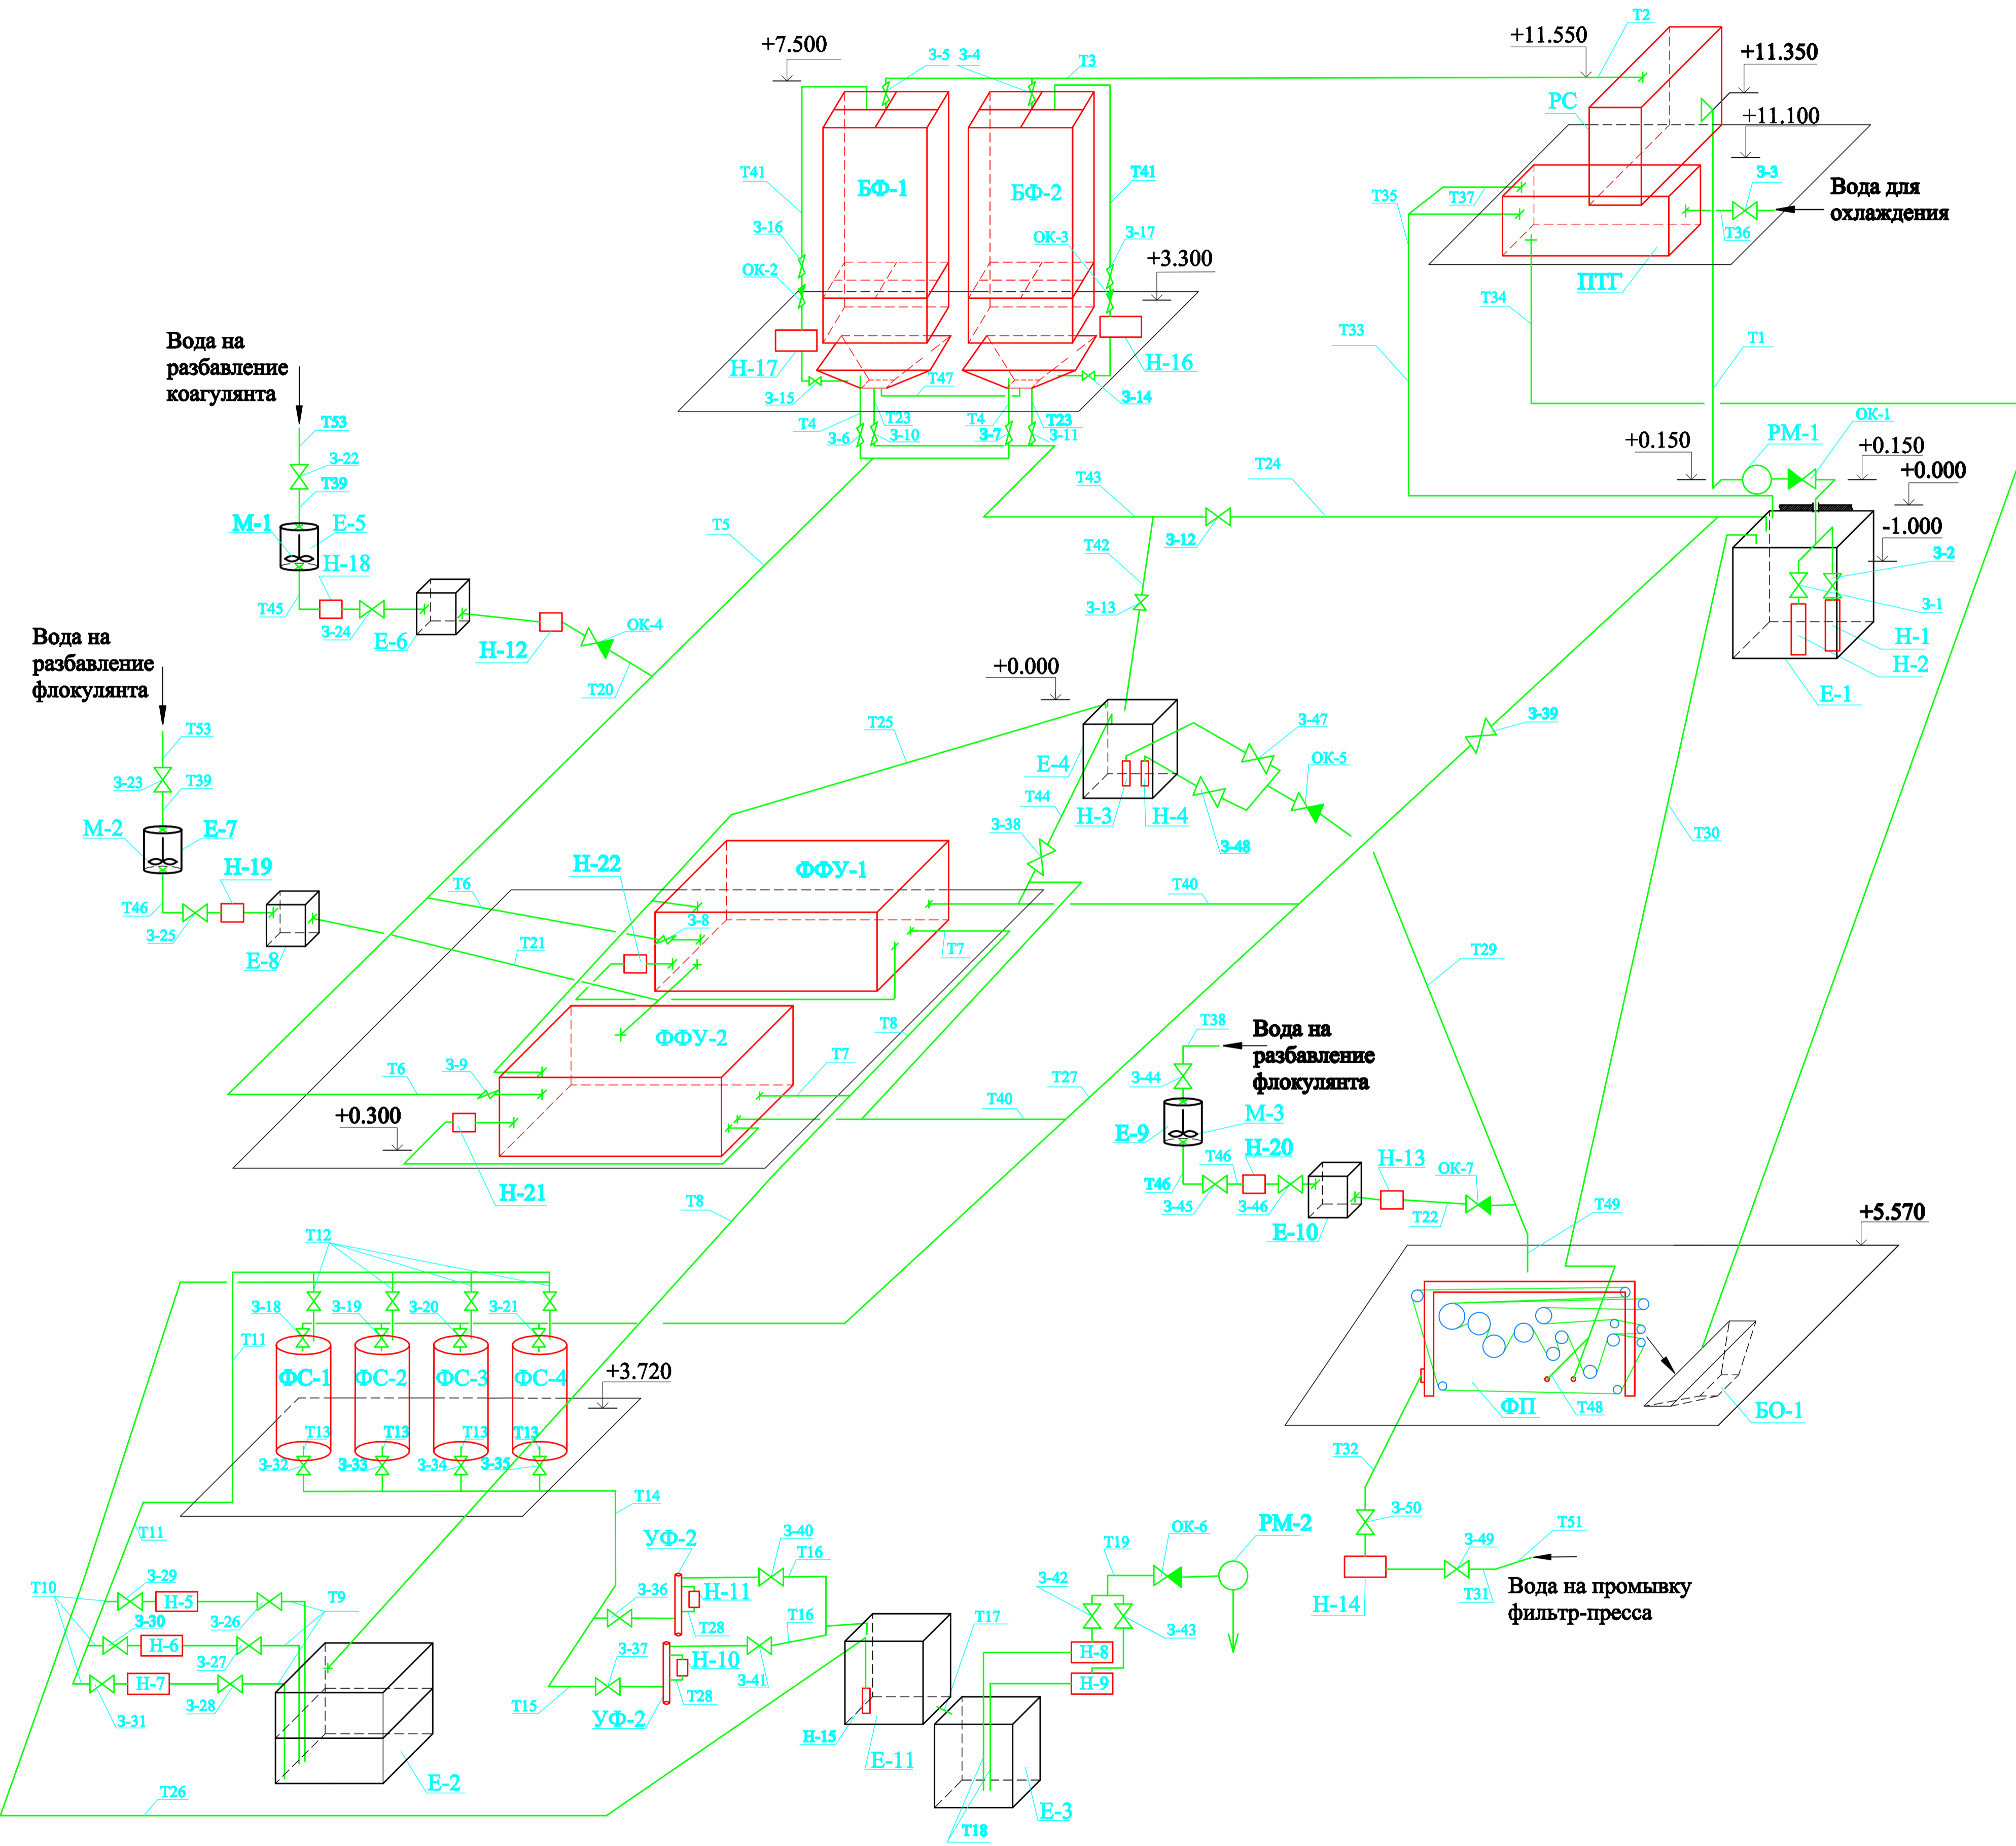 +7.500
З-5
З-4
Т3
+11.550
Т2
+11.350
РС
+11.100
Т41
БФ-1
БФ-2
Т41
Т35
Т37
З-3
Вода для
охлаждения
Т36
З-16
ОК-3
З-17
ОК-2
+3.300
ПТГ
Т34
Т33
Т1
Вода на
разбавление
коагулянта
Н-17
Н-16
Т47
З-15
З-14
Т4
Т23
Т4
Т23
З-6
З-10
З-7
З-11
ОК-1
Т53
З-22
Т39
+0.150
РМ-1
+0.150
+0.000
Т43
Т24
М-1
Е-5
Т5
-1.000
З-12
Т42
З-2
Н-18
З-13
З-1
Т45
З-24
Е-6
Н-12
ОК-4
Н-1
Н-2
Е-1
Вода на
разбавление
флокулянта
Т20
+0.000
Т53
Т25
З-47
З-39
З-23
Т39
Е-4
ОК-5
М-2
Е-7
Т44
Н-3
Н-4
З-38
З-48
Т30
Н-19
Н-22
ФФУ-1
Т6
Т40
Т46
З-8
З-25
Е-8
Т21
Т7
Т29
Т8
Т38
Вода на
разбавление
флокулянта
ФФУ-2
З-9
Т6
Т7
Т27
З-44
+0.300
Т40
Е-9
М-3
Н-20
Н-13
Т46
Т46
ОК-7
Н-21
З-45
З-46
Е-10
Т22
Т8
Т49
+5.570
Т12
З-18
З-19
З-20
З-21
Т11
ФС-1
ФС-2
ФС-3
ФС-4
+3.720
ФП
Т48
БО-1
Т13
Т13
Т13
Т13
З-32
З-33
З-34
З-35
Т32
Т14
Т11
З-50
УФ-2
З-40
Т16
ОК-6
РМ-2
З-49
Т51
Т19
З-29
Т10
Н-5
З-26
Т9
З-36
Н-11
З-42
Н-14
Т31
Вода на промывку
фильтр-пресса
З-30
Т28
Т16
Т17
З-43
Н-6
З-27
З-37
Н-10
Н-8
Н-7
З-28
З-41
Н-9
З-31
Т15
Т28
УФ-2
Н-15
Е-11
Е-2
Т26
Е-3
Т18